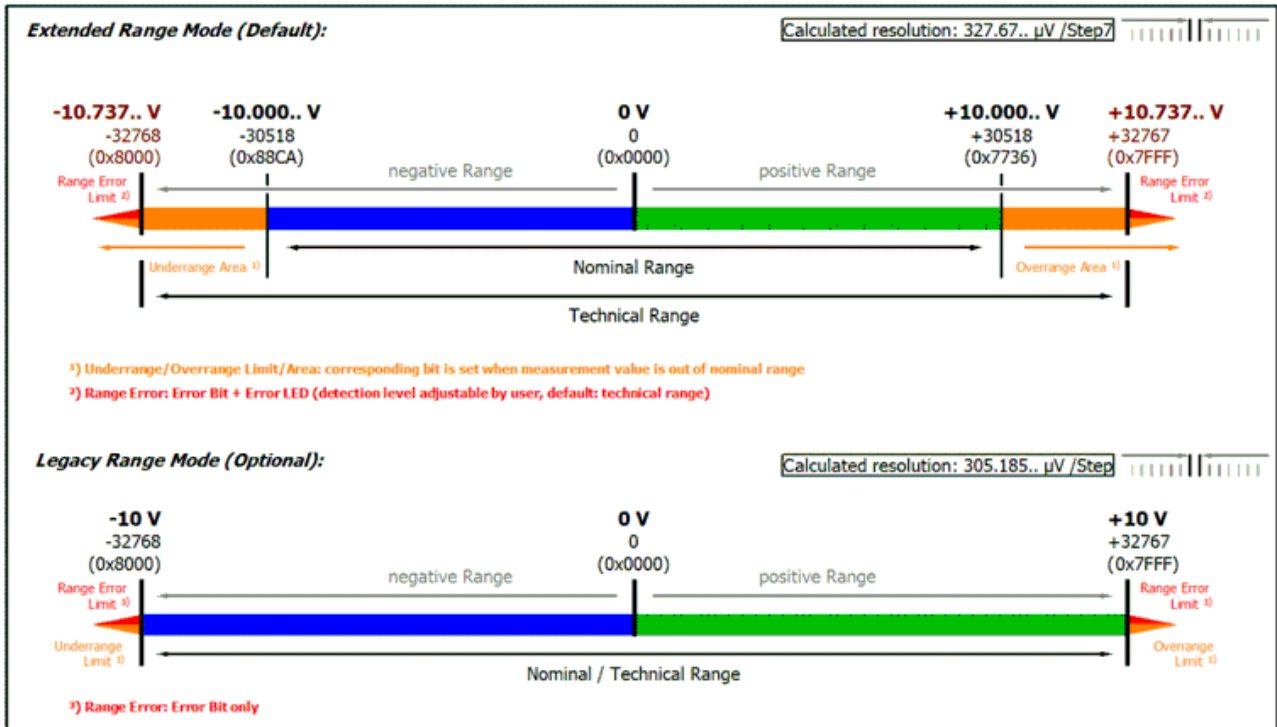 Extended Range Mode (Default):
Calculated resolution: 327.67.. µV /Step7
-10.737.. V -10.000.. V 0 V +10.000.. V +10.737.. V
-32768 -30518 0 +30518 +32767
(0x8000) (0x88CA) (0x0000) (0x7736) (0x7FFF)
negative Range positive Range
Range Error Range Error
Limit ²⁾ Limit ²⁾
Underrange Area ¹⁾ Nominal Range Overrange Area ¹⁾
Technical Range
¹) Underrange/Overrange Limit/Area: corresponding bit is set when measurement value is out of nominal range
²) Range Error: Error Bit + Error LED (detection level adjustable by user, default: technical range)
Legacy Range Mode (Optional):
Calculated resolution: 305.185.. µV /Step
-10 V 0 V +10 V
-32768 0 +32767
(0x8000) (0x0000) (0x7FFF)
negative Range positive Range
Range Error Range Error
Limit ³⁾ Limit ³⁾
Underrange Overrange
Limit ¹⁾ Limit ¹⁾
Nominal / Technical Range
³) Range Error: Error Bit only